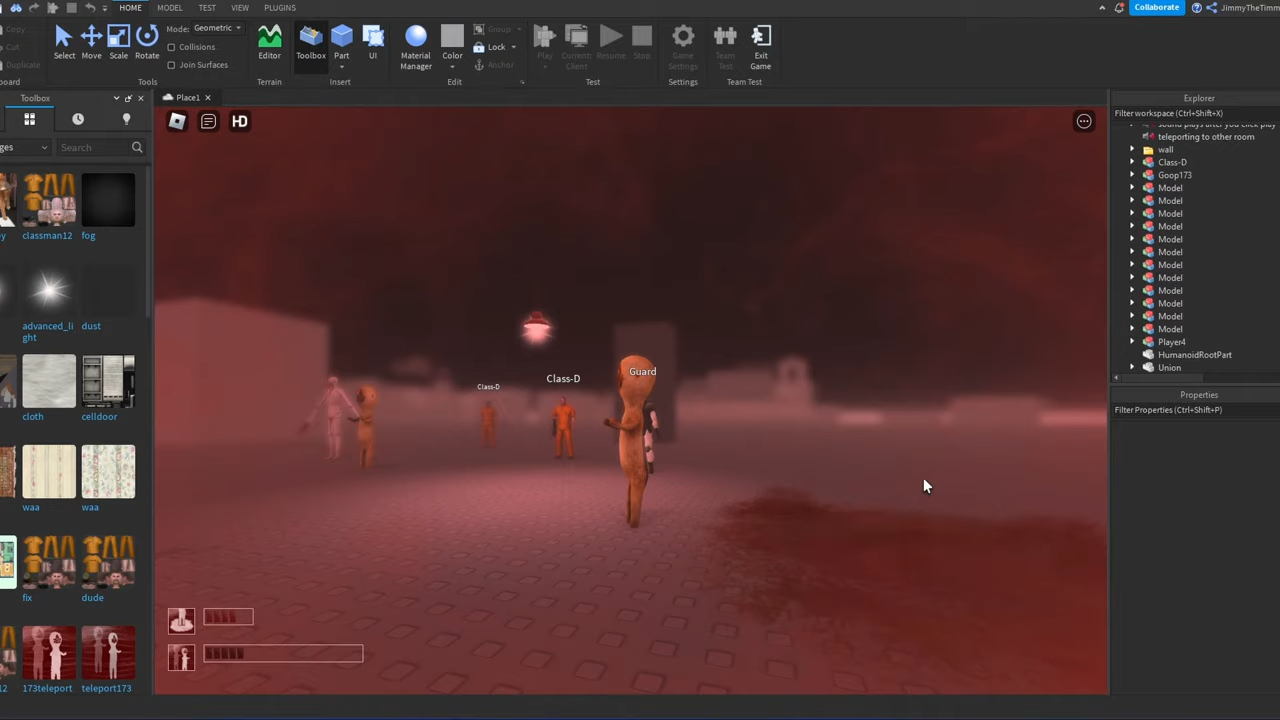 HOME MODEL TEST VIEW PLUGINS
Collaborate
Cut
Duplicate
Select Move Scale Rotate
Mode: Geometric
Collisions
Join Surfaces
Tools
Editor
Terrain
Toolbox Part UI
Insert
Material Manager
Color
Group
Lock
Anchor
Edit
Play Current: Client Resume Stop
Test
Game Settings
Settings
Team Test
Exit Game
Team Test
Toolbox
Place1
HD
Search
classman12 fog
advanced_li
ght
dust
cloth celldoor
waa waa
fix dude
173teleport teleport173
Class-D
Class-D
Guard
Explorer
Filter workspace (Ctrl+Shift+X)
teleporting to other room
wall
Class-D
Goop173
Model
Model
Model
Model
Model
Model
Model
Model
Model
Model
Model
Model
Player4
HumanoidRootPart
Union
Properties
Filter Properties (Ctrl+Shift+P)